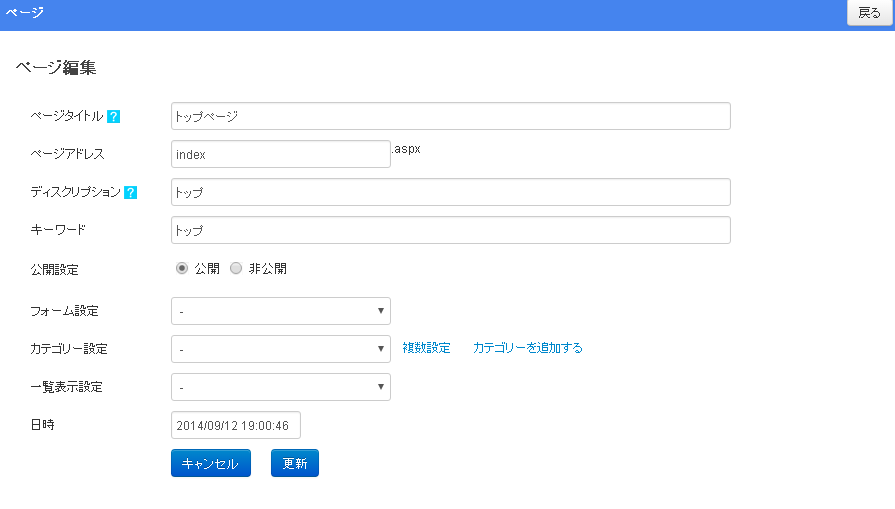 ページ 戻る
ページ編集
ページタイトル ? トップページ
ページアドレス index .aspx
ディスクリプション ? トップ
キーワード トップ
公開設定 公開 非公開
フォーム設定 - ▼
カテゴリー設定 - ▼ 複数設定 カテゴリーを追加する
一覧表示設定 - ▼
日時 2014/09/12 19:00:46
キャンセル 更新